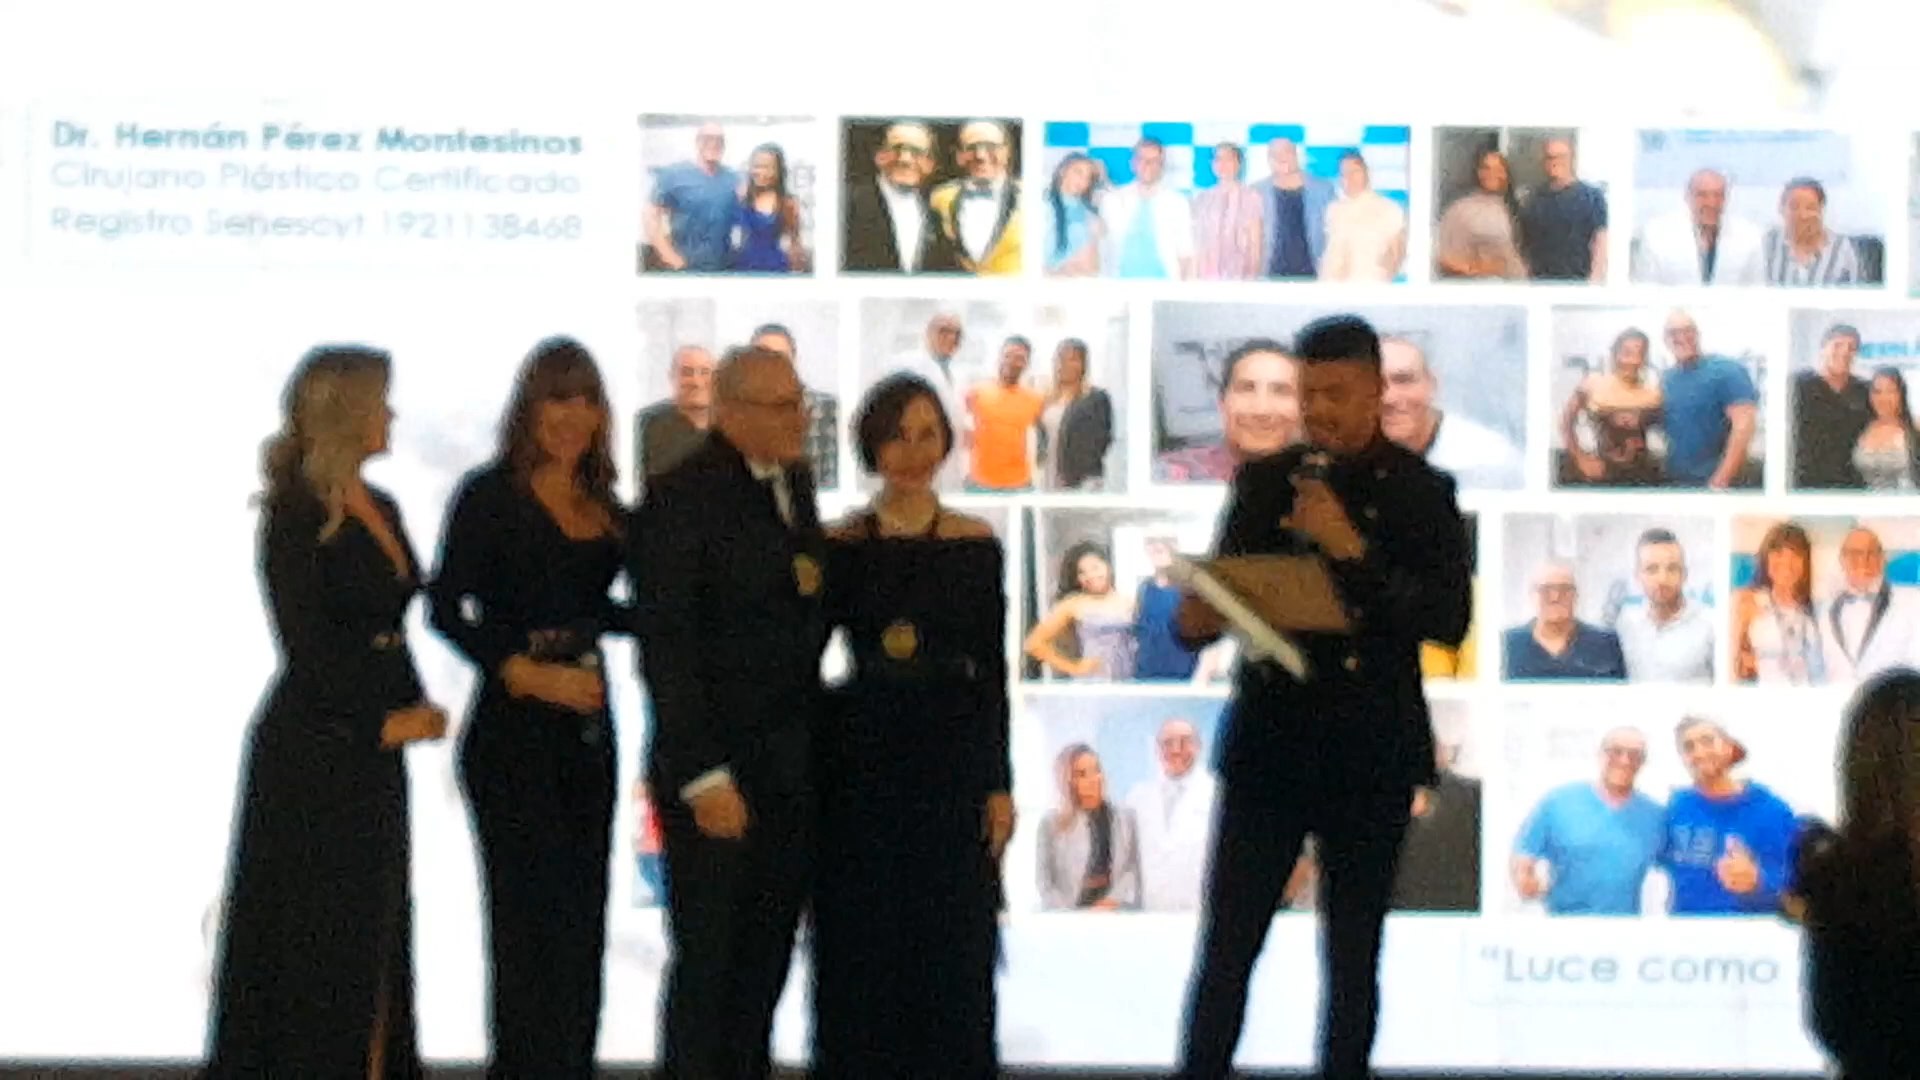 Dr. Hernán Pérez Montesinos
Cirujano Plástico Certificado
Registro Senescyt 1921138468
"Luce como